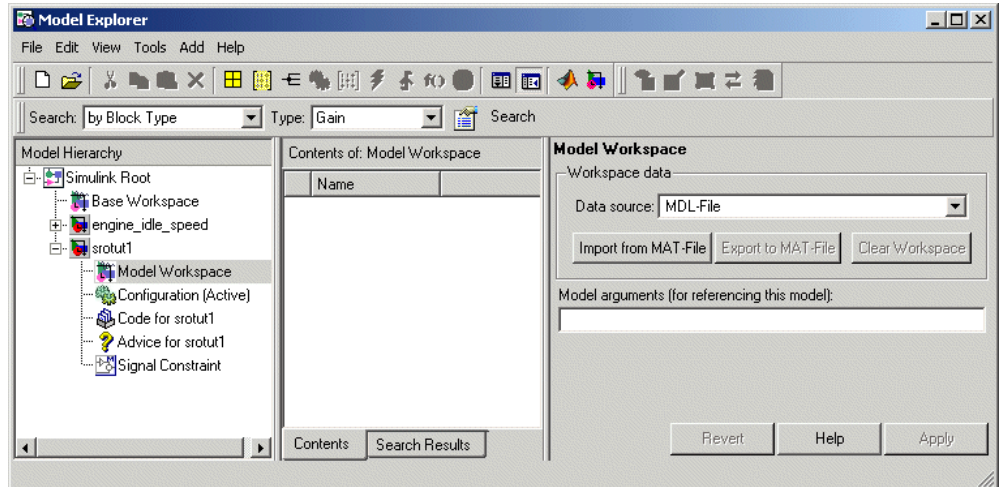 Model Explorer
File Edit View Tools Add Help
Search: by Block Type Type: Gain Search
Model Hierarchy
Simulink Root
Base Workspace
engine_idle_speed
srotut1
Model Workspace
Configuration (Active)
Code for srotut1
Advice for srotut1
Signal Constraint
Contents of: Model Workspace
Name
Contents Search Results
Model Workspace
Workspace data
Data source: MDL-File
Import from MAT-File Export to MAT-File Clear Workspace
Model arguments (for referencing this model):
Revert Help Apply